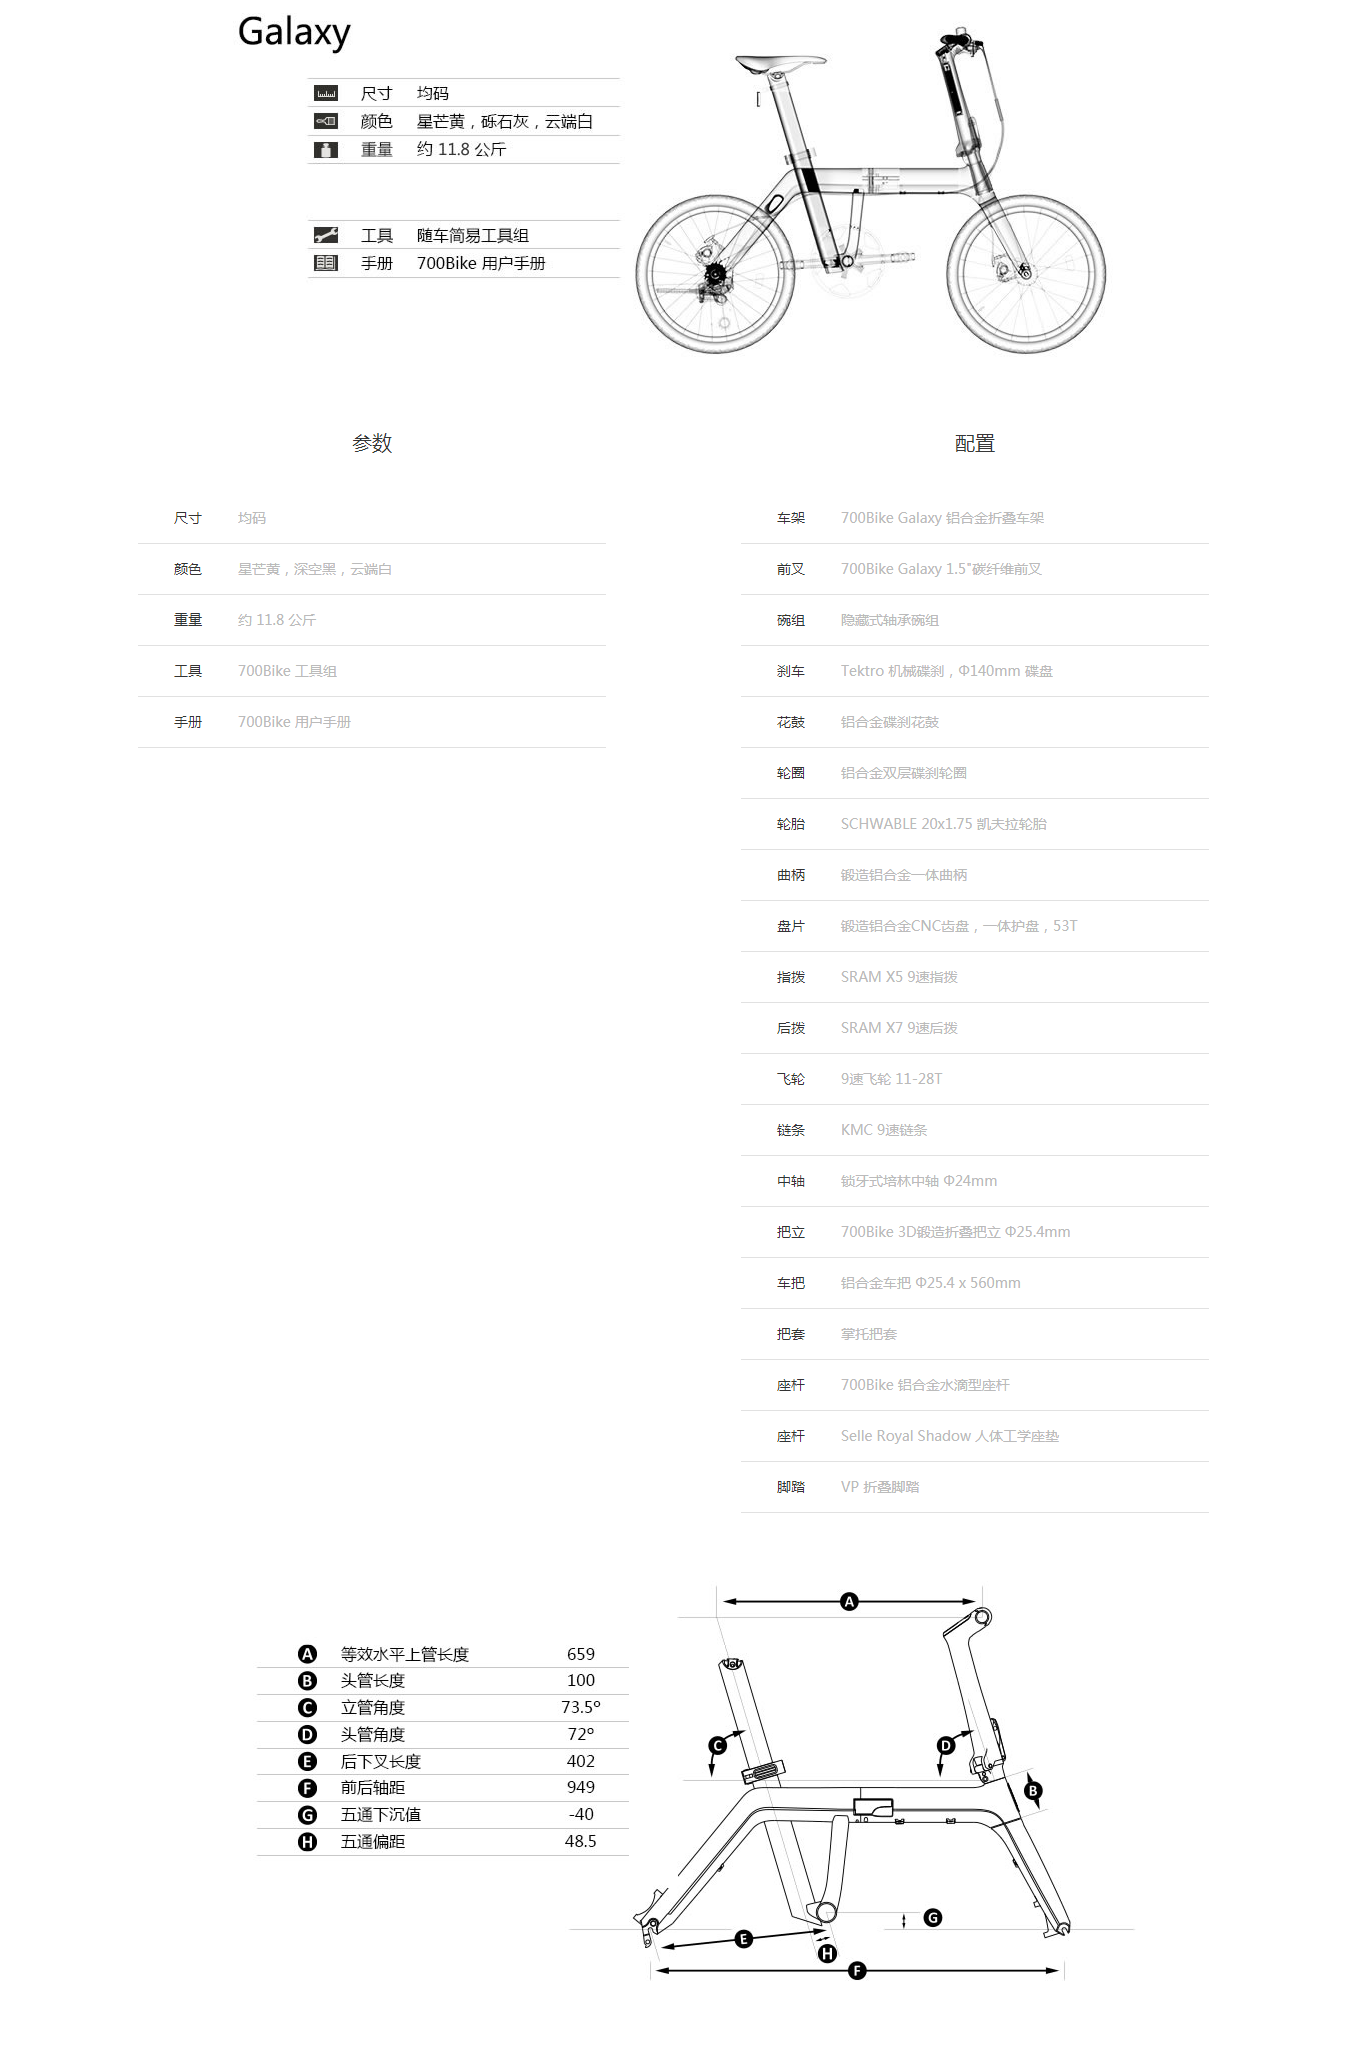 Galaxy
尺寸 均码
颜色 星芒黄，砾石灰，云端白
重量 约 11.8 公斤
工具 随车简易工具组
手册 700Bike 用户手册
参数
尺寸 均码
颜色 星芒黄，深空黑，云端白
重量 约 11.8 公斤
工具 700Bike 工具组
手册 700Bike 用户手册
配置
车架 700Bike Galaxy 铝合金折叠车架
前叉 700Bike Galaxy 1.5"碳纤维前叉
碗组 隐藏式轴承碗组
刹车 Tektro 机械碟刹，Φ140mm 碟盘
花鼓 铝合金碟刹花鼓
轮圈 铝合金双层碟刹轮圈
轮胎 SCHWABLE 20x1.75 凯夫拉轮胎
曲柄 锻造铝合金一体曲柄
盘片 锻造铝合金CNC齿盘，一体护盘，53T
指拨 SRAM X5 9速指拨
后拨 SRAM X7 9速后拨
飞轮 9速飞轮 11-28T
链条 KMC 9速链条
中轴 锁牙式培林中轴 Φ24mm
把立 700Bike 3D锻造折叠把立 Φ25.4mm
车把 铝合金车把 Φ25.4 x 560mm
把套 掌托把套
座杆 700Bike 铝合金水滴型座杆
座杆 Selle Royal Shadow 人体工学座垫
脚踏 VP 折叠脚踏
A 等效水平上管长度 659
B 头管长度 100
C 立管角度 73.5°
D 头管角度 72°
E 后下叉长度 402
F 前后轴距 949
G 五通下沉值 -40
H 五通偏距 48.5
A
C
D
B
G
E
H
F